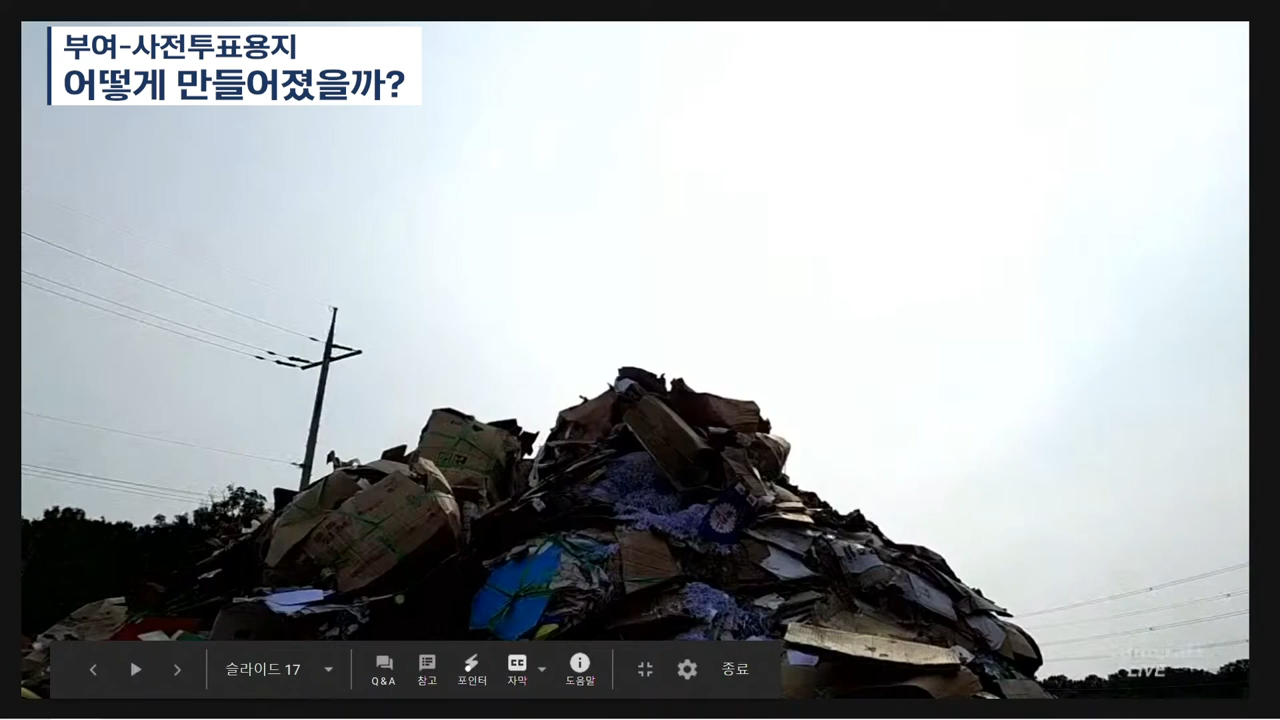 부여-사전투표용지
어떻게 만들어졌을까?
슬라이드 17
Q&A
참고
포인터
자막
도움말
종료
LIVE